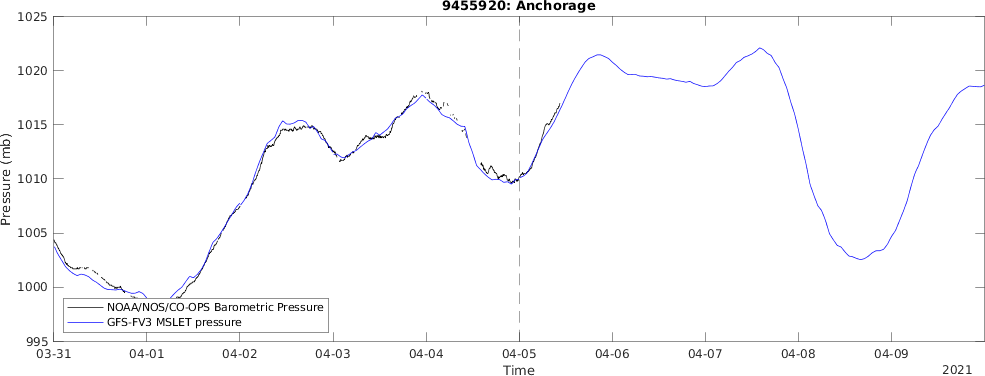 9455920: Anchorage
1025
1020
1015
1010
1005
1000
995
Pressure (mb)
NOAA/NOS/CO-OPS Barometric Pressure
GFS-FV3 MSLET pressure
03-31 04-01 04-02 04-03 04-04 04-05 04-06 04-07 04-08 04-09
Time
2021